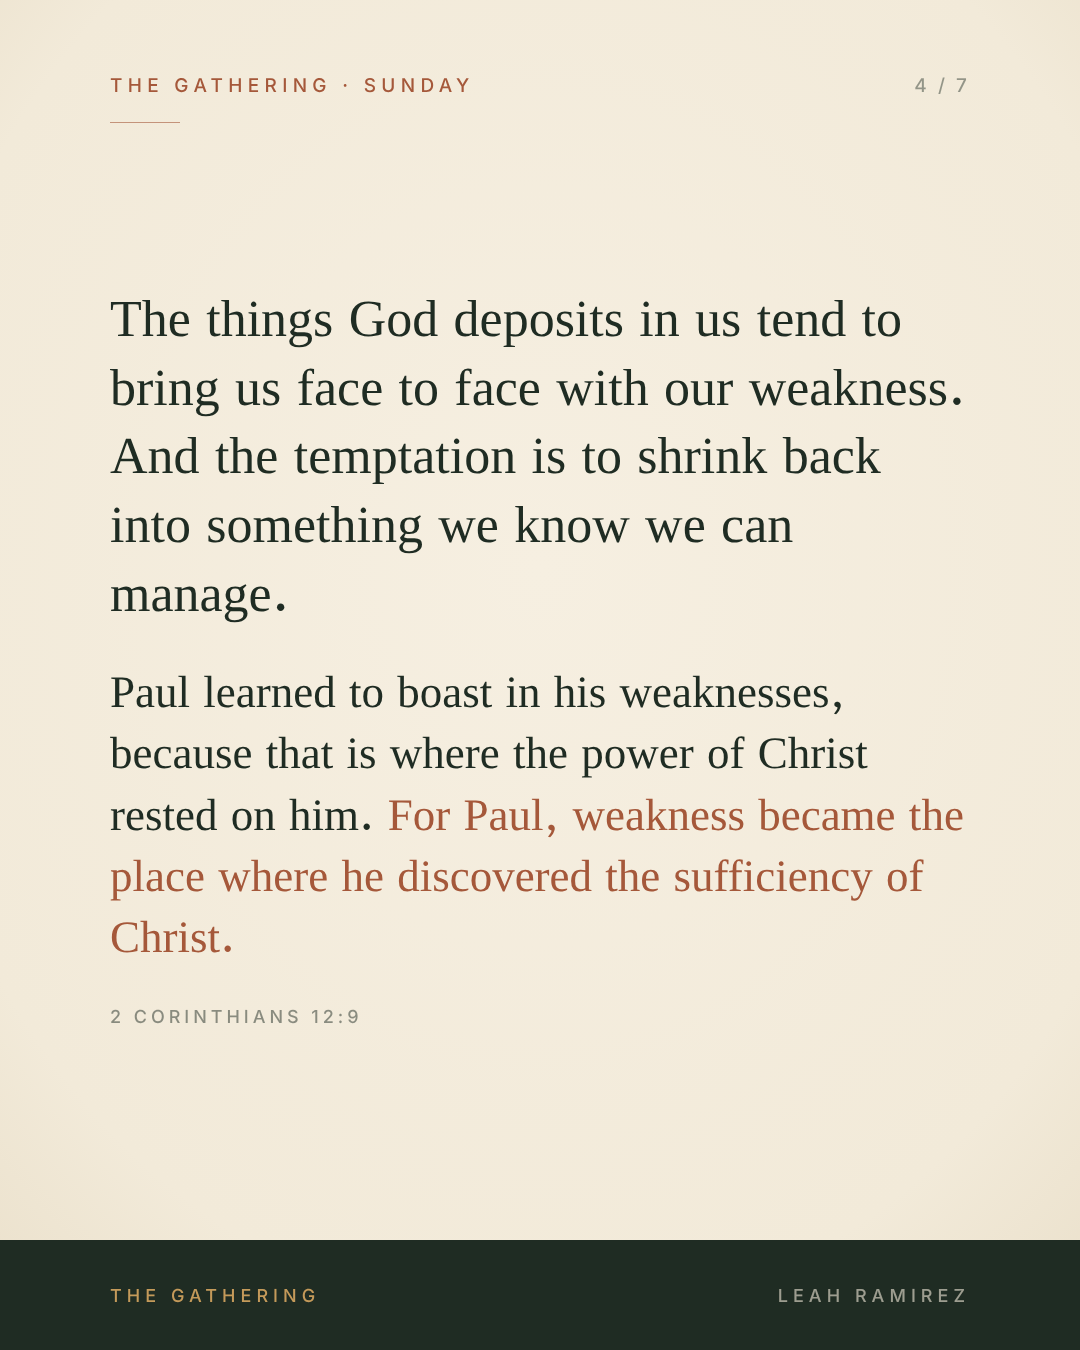 THE GATHERING · SUNDAY
4 / 7
The things God deposits in us tend to
bring us face to face with our weakness.
And the temptation is to shrink back
into something we know we can
manage.
Paul learned to boast in his weaknesses,
because that is where the power of Christ
rested on him. For Paul, weakness became the
place where he discovered the sufficiency of
Christ.
2 CORINTHIANS 12:9
THE GATHERING
LEAH RAMIREZ